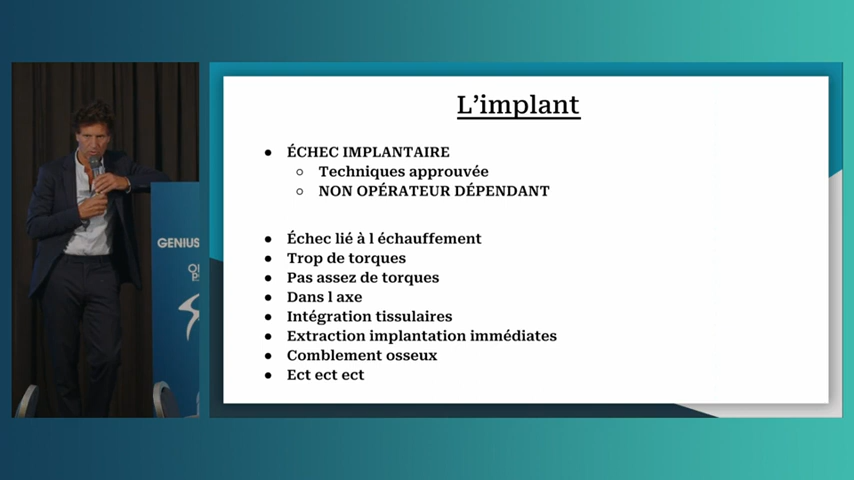 L'implant
● ÉCHEC IMPLANTAIRE
○ Techniques approuvée
○ NON OPÉRATEUR DÉPENDANT
● Échec lié à l échauffement
● Trop de torques
● Pas assez de torques
● Dans l axe
● Intégration tissulaires
● Extraction implantation immédiates
● Comblement osseux
● Ect ect ect
GENIUS